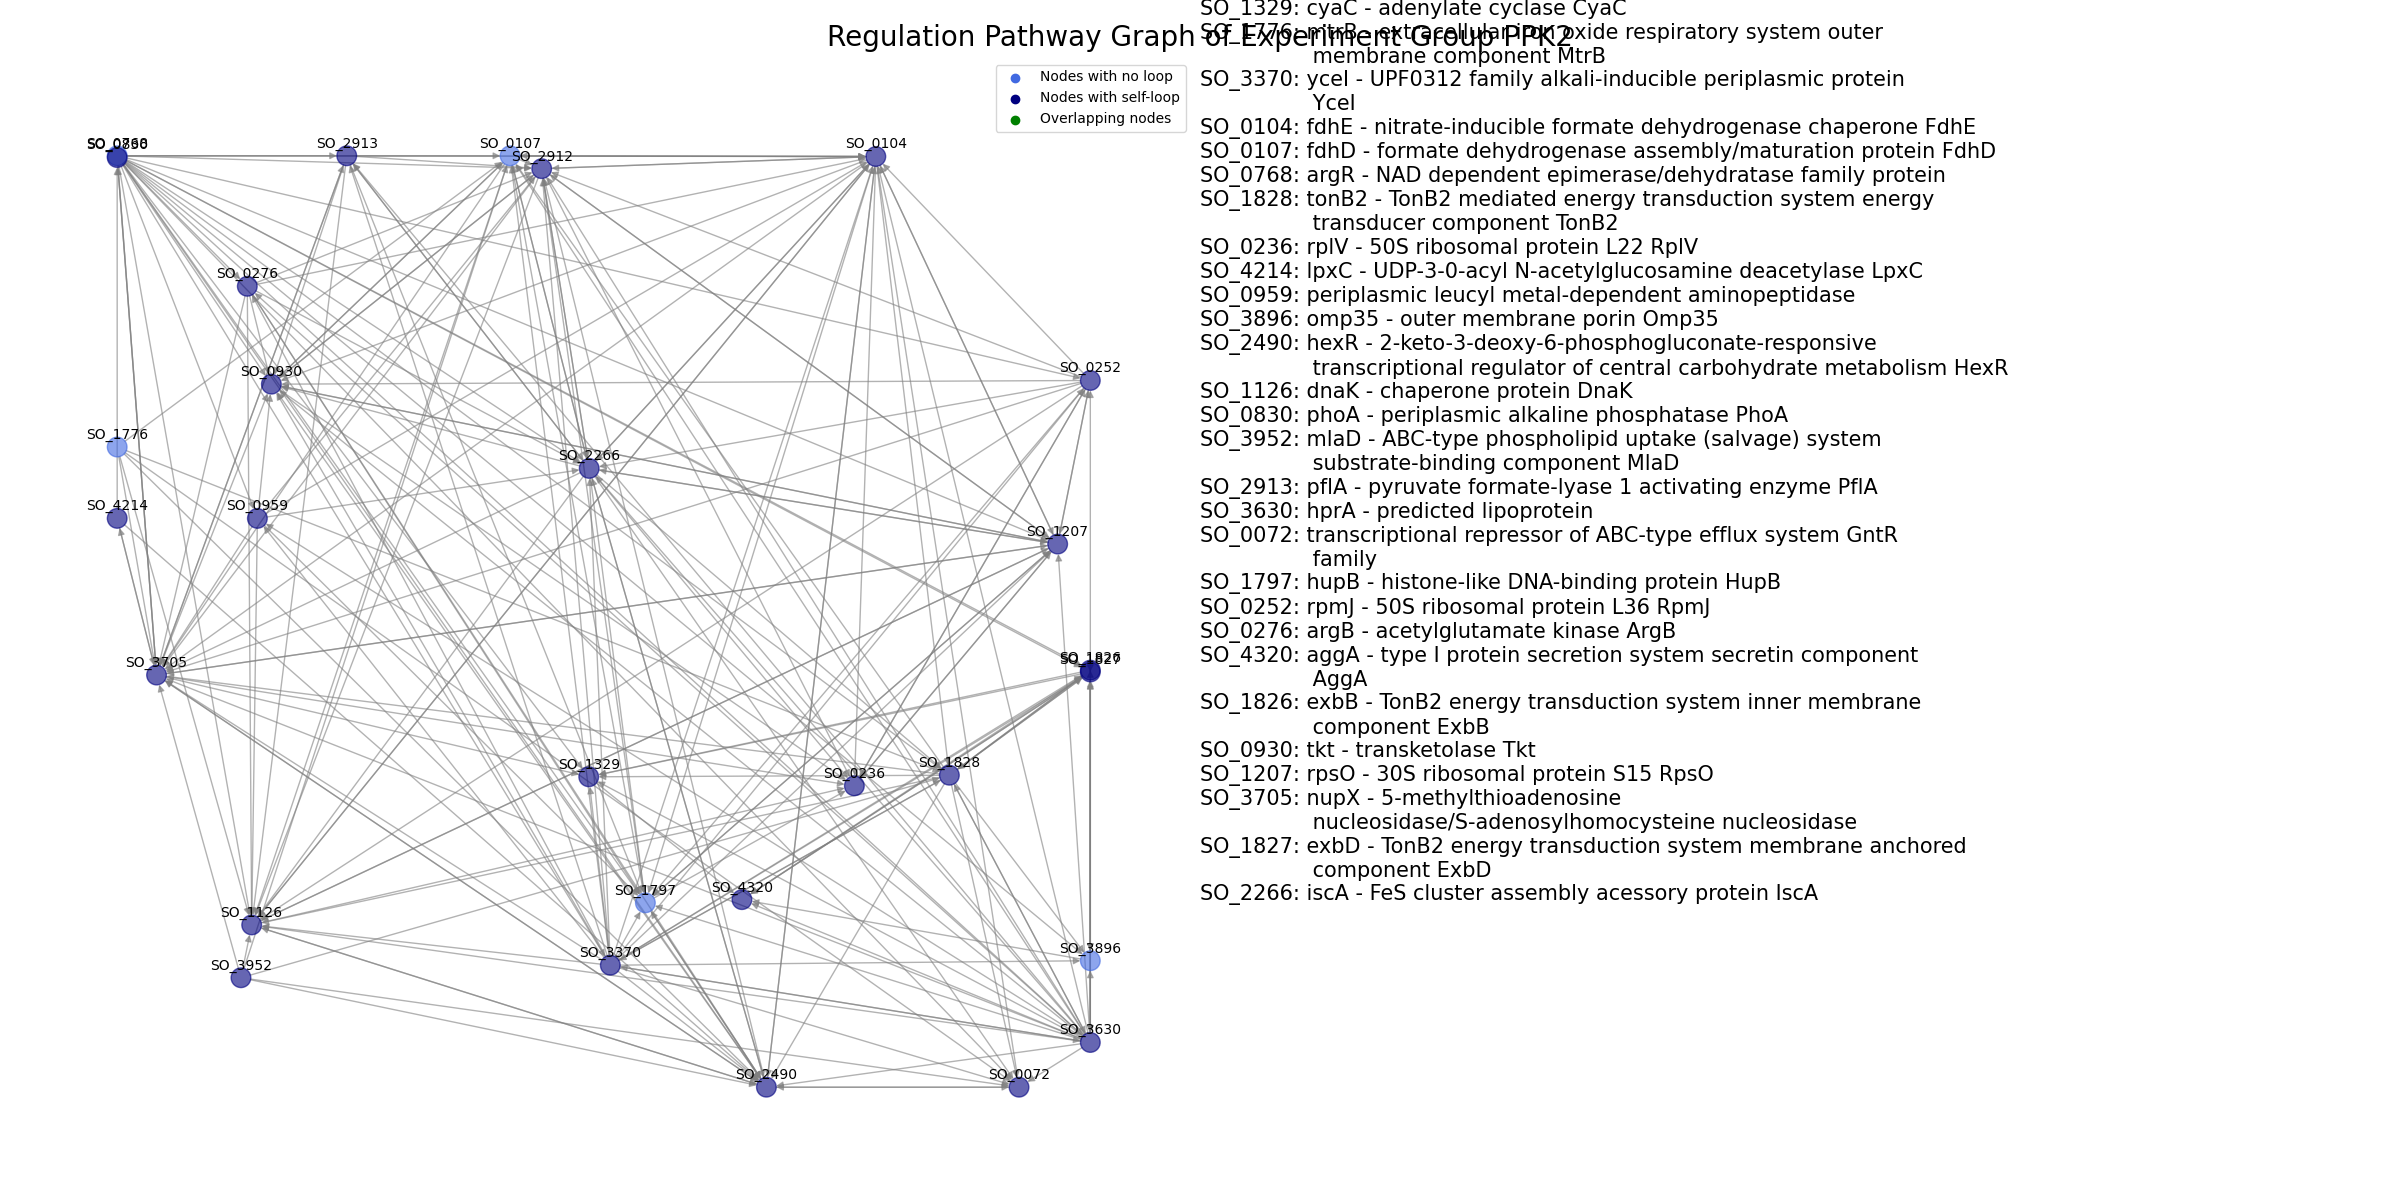 SO_1329: cyaC - adenylate cyclase CyaC
SO_1776: mtrB - extracellular iron oxide respiratory system outer
Regulation Pathway Graph of Experiment Group PPK2
membrane component MtrB
SO_3370: yceI - UPF0312 family alkali-inducible periplasmic protein
YceI
SO_0104: fdhE - nitrate-inducible formate dehydrogenase chaperone FdhE
SO_0107: fdhD - formate dehydrogenase assembly/maturation protein FdhD
SO_0768: argR - NAD dependent epimerase/dehydratase family protein
SO_1828: tonB2 - TonB2 mediated energy transduction system energy
transducer component TonB2
SO_0236: rplV - 50S ribosomal protein L22 RplV
SO_4214: lpxC - UDP-3-0-acyl N-acetylglucosamine deacetylase LpxC
SO_0959: periplasmic leucyl metal-dependent aminopeptidase
SO_3896: omp35 - outer membrane porin Omp35
SO_2490: hexR - 2-keto-3-deoxy-6-phosphogluconate-responsive
transcriptional regulator of central carbohydrate metabolism HexR
SO_1126: dnaK - chaperone protein DnaK
SO_0830: phoA - periplasmic alkaline phosphatase PhoA
SO_3952: mlaD - ABC-type phospholipid uptake (salvage) system
substrate-binding component MlaD
SO_2913: pflA - pyruvate formate-lyase 1 activating enzyme PflA
SO_3630: hprA - predicted lipoprotein
SO_0072: transcriptional repressor of ABC-type efflux system GntR
family
SO_1797: hupB - histone-like DNA-binding protein HupB
SO_0252: rpmJ - 50S ribosomal protein L36 RpmJ
SO_0276: argB - acetylglutamate kinase ArgB
SO_4320: aggA - type I protein secretion system secretin component
AggA
SO_1826: exbB - TonB2 energy transduction system inner membrane
component ExbB
SO_0930: tkt - transketolase Tkt
SO_1207: rpsO - 30S ribosomal protein S15 RpsO
SO_3705: nupX - 5-methylthioadenosine
nucleosidase/S-adenosylhomocysteine nucleosidase
SO_1827: exbD - TonB2 energy transduction system membrane anchored
component ExbD
SO_2266: iscA - FeS cluster assembly acessory protein IscA
Nodes with no loop
Nodes with self-loop
Overlapping nodes
SO_2913
SO_0107
SO_2912
SO_0104
SO_0276
SO_0930
SO_0252
SO_1776
SO_2266
SO_4214
SO_0959
SO_1207
SO_3705
SO_1826
SO_1827
SO_1329
SO_0236
SO_1828
SO_1797
SO_4320
SO_1126
SO_3370
SO_3896
SO_3952
SO_3630
SO_2490
SO_0072